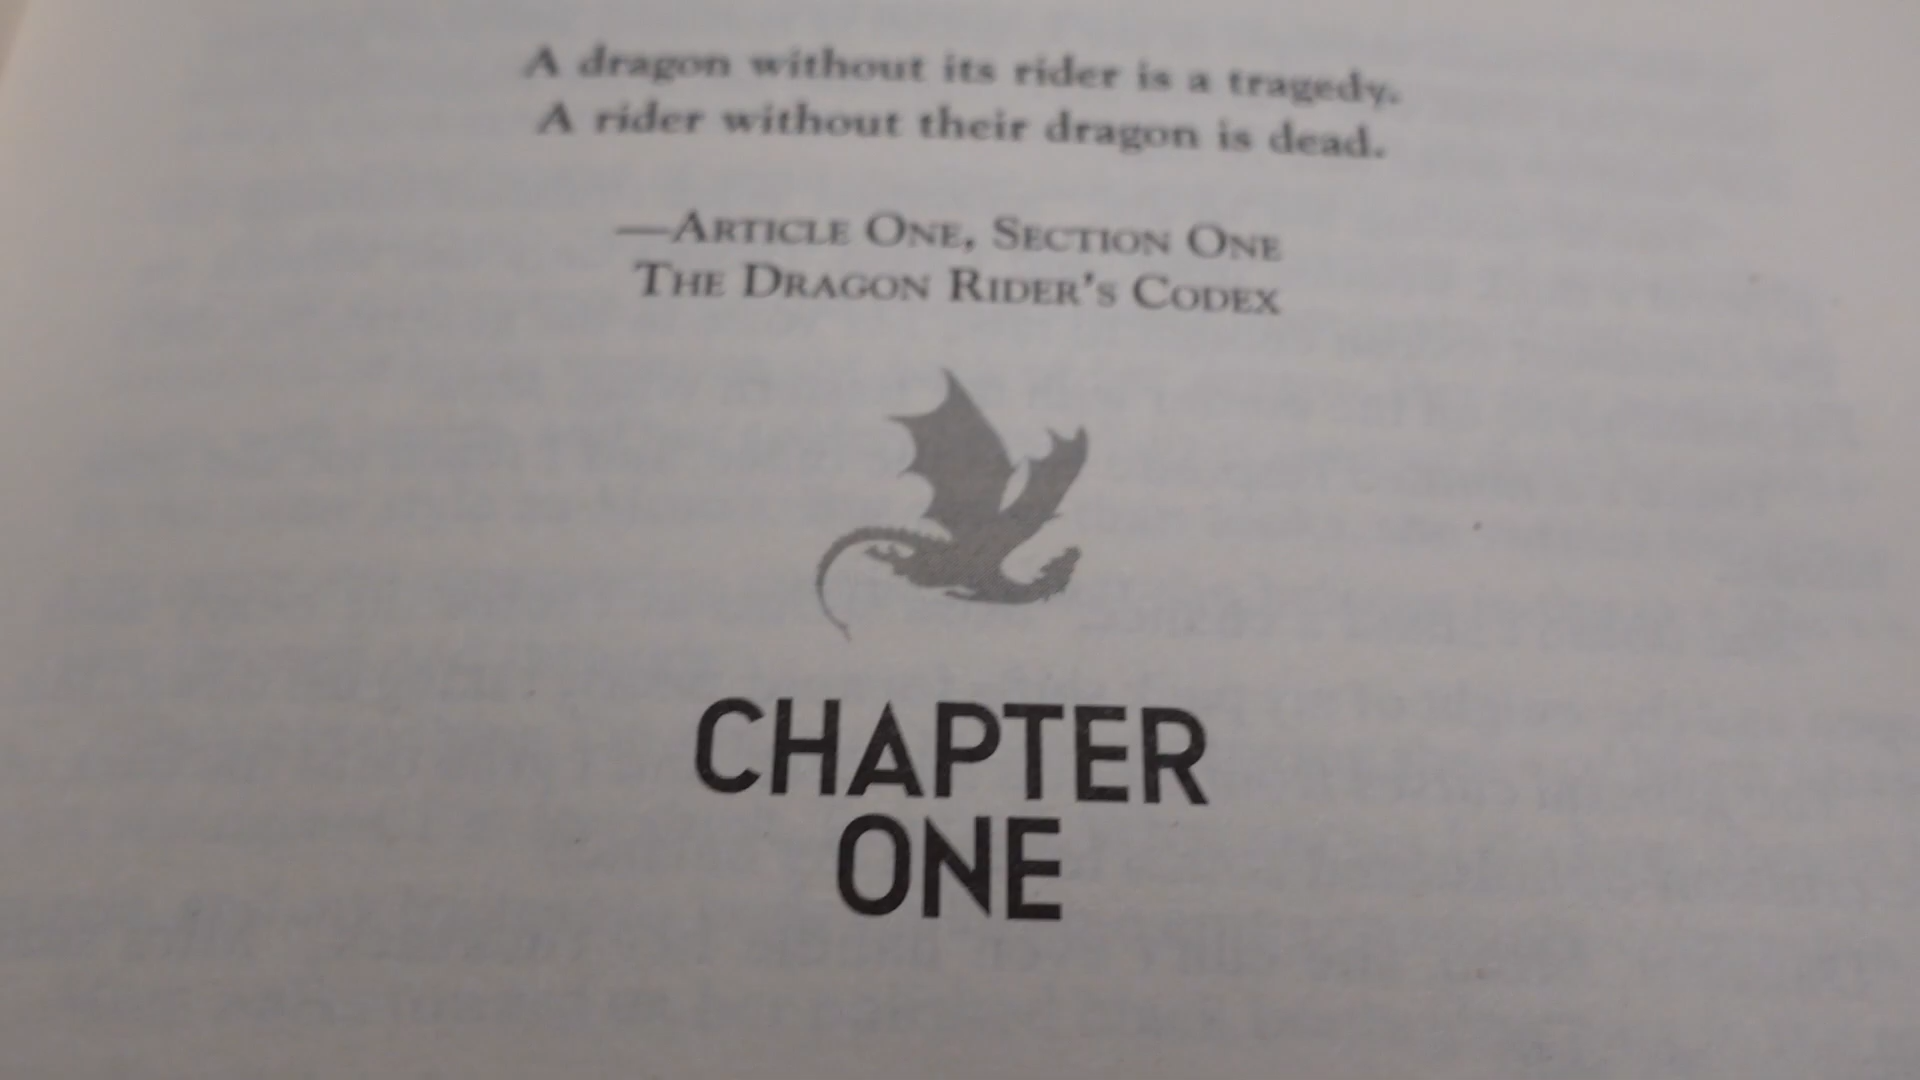 A dragon without its rider is a tragedy.
A rider without their dragon is dead.
—ARTICLE ONE, SECTION ONE
THE DRAGON RIDER'S CODEX
CHAPTER
ONE